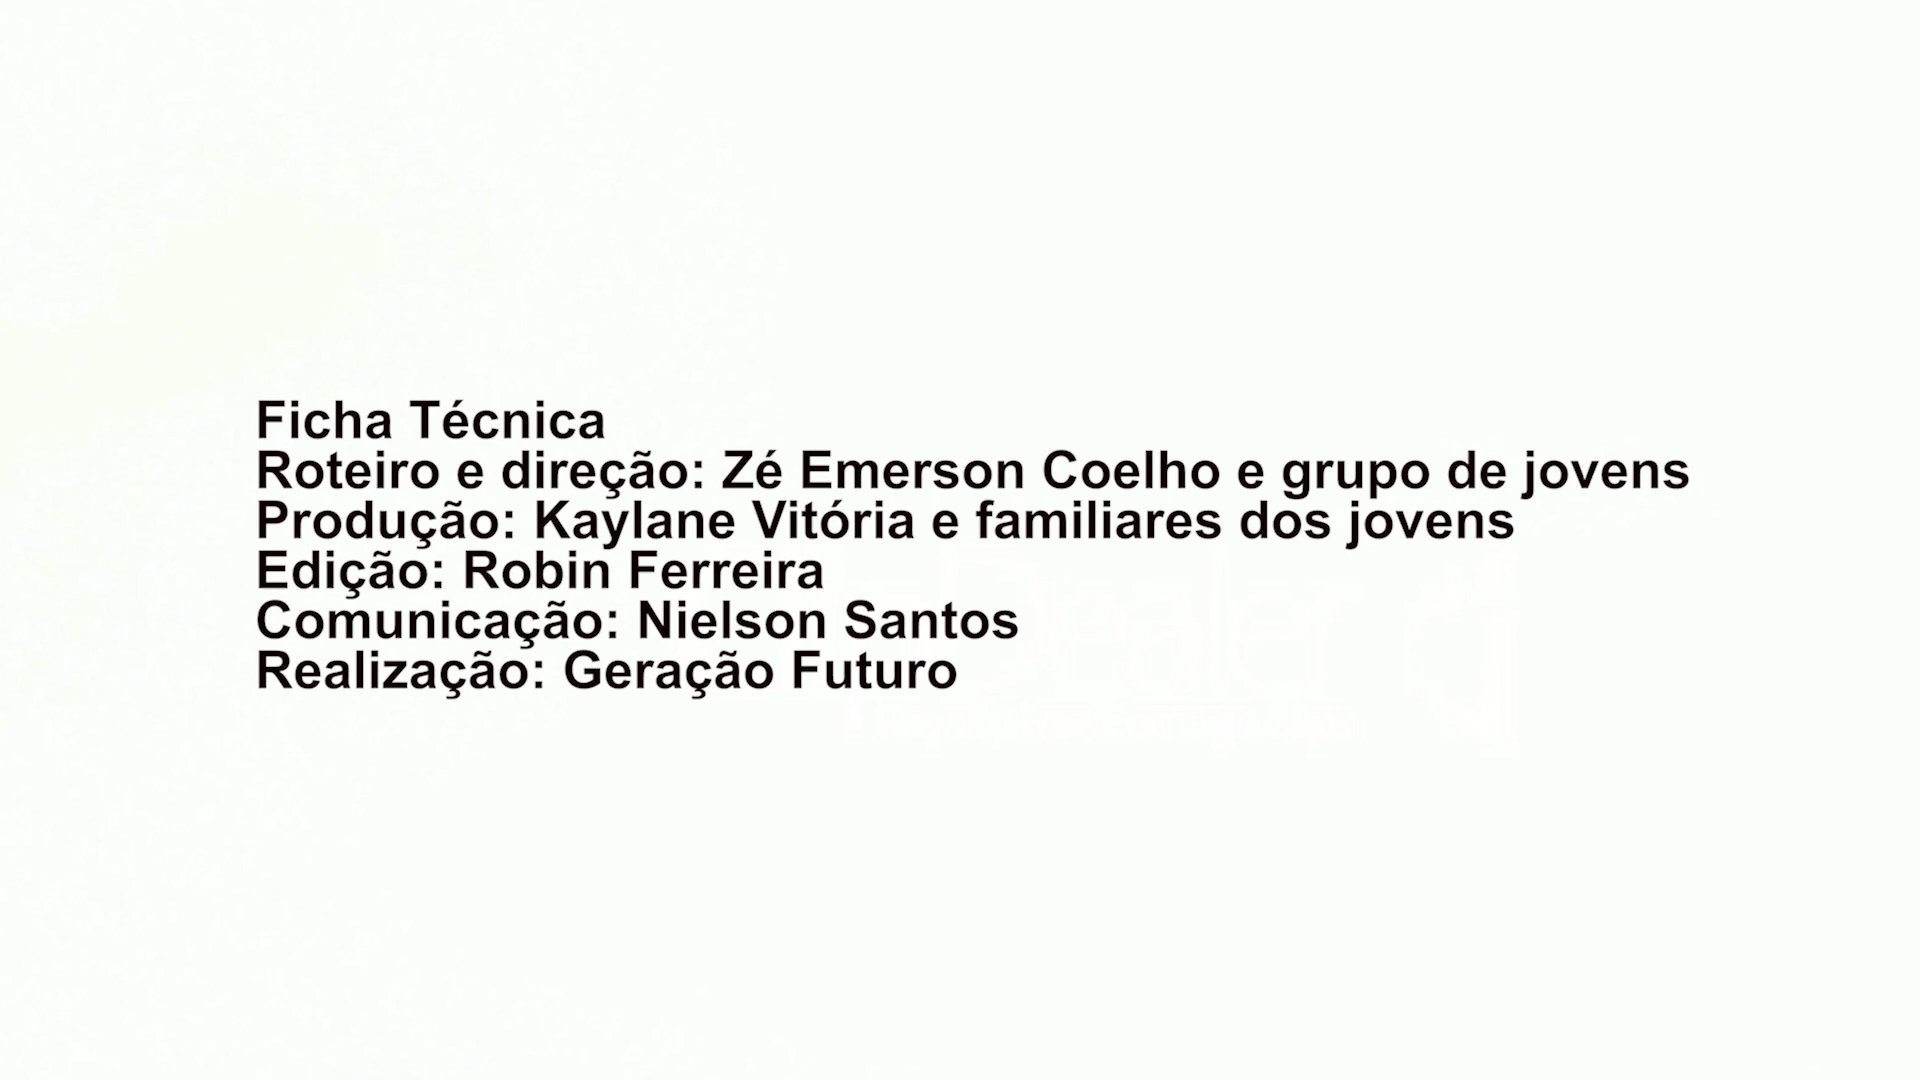 Ficha Técnica
Roteiro e direção: Zé Emerson Coelho e grupo de jovens
Produção: Kaylane Vitória e familiares dos jovens
Edição: Robin Ferreira
Comunicação: Nielson Santos
Realização: Geração Futuro